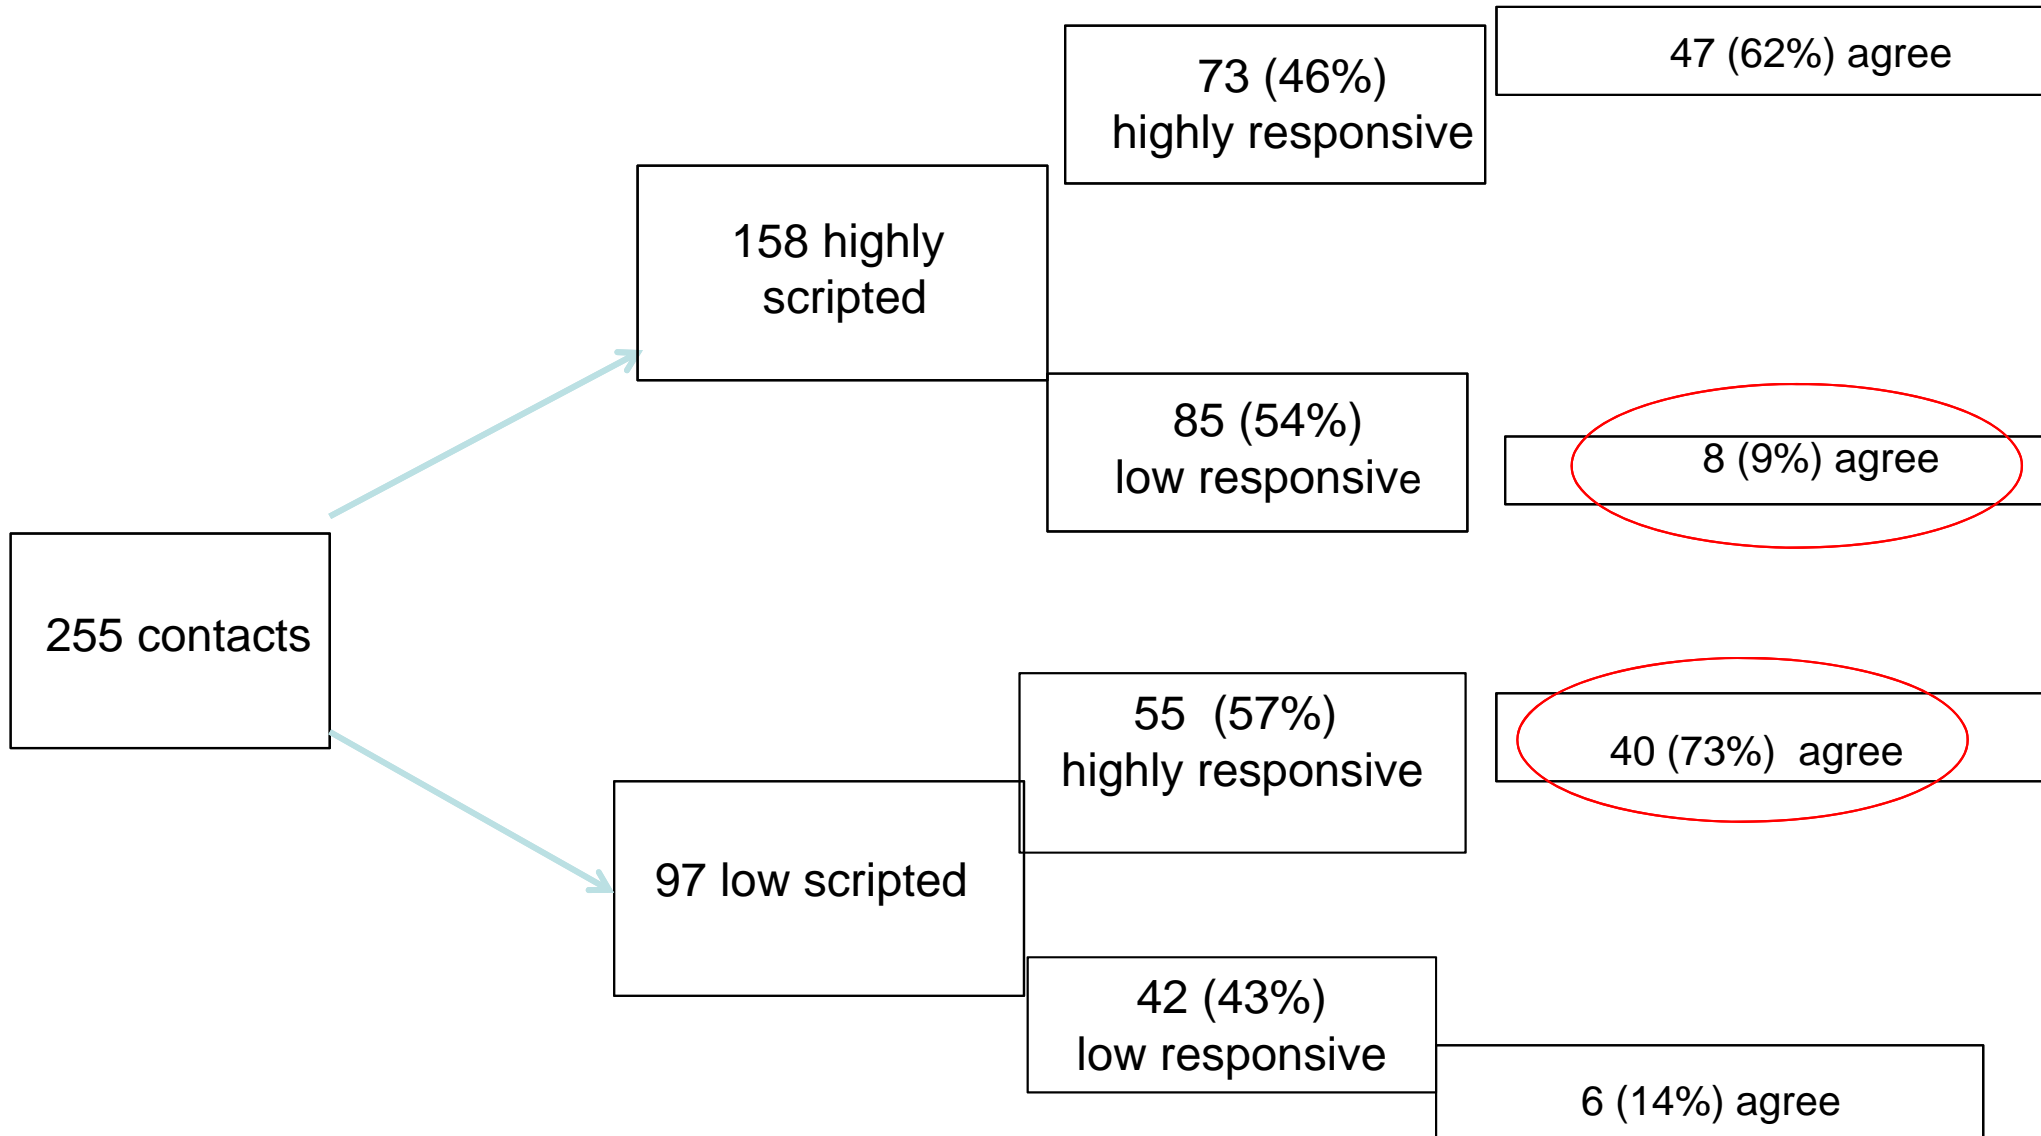 255 contacts
158 highly
scripted
73 (46%)
highly responsive
47 (62%) agree
85 (54%)
low responsive
8 (9%) agree
97 low scripted
55  (57%)
highly responsive
40 (73%)  agree
42 (43%)
low responsive
6 (14%) agree